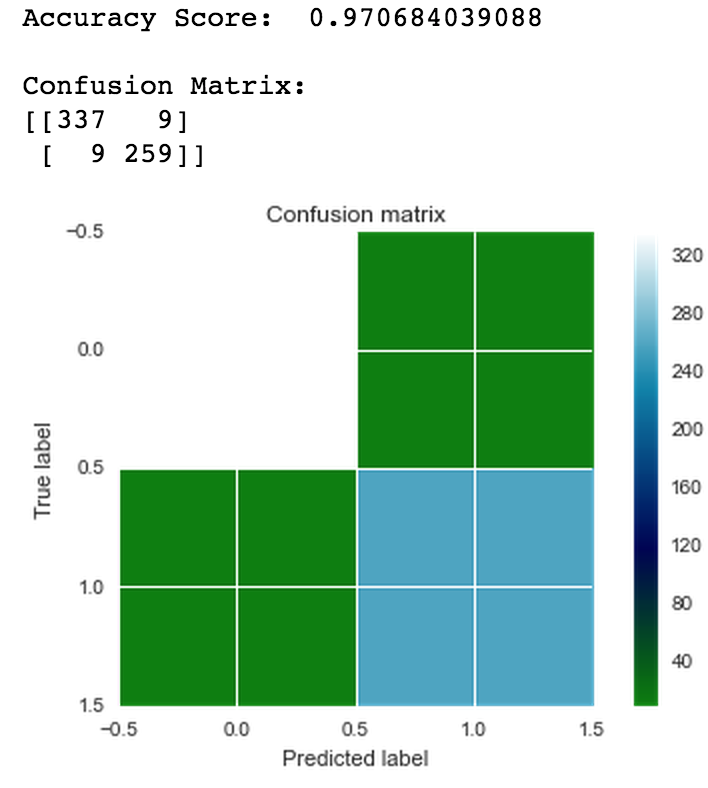 Accuracy Score:  0.970684039088
Confusion Matrix:
[[337   9]
 [  9 259]]
Confusion matrix
−0.5
0.0
0.5
1.0
1.5
True label
−0.5 0.0 0.5 1.0 1.5
Predicted label
320
280
240
200
160
120
80
40